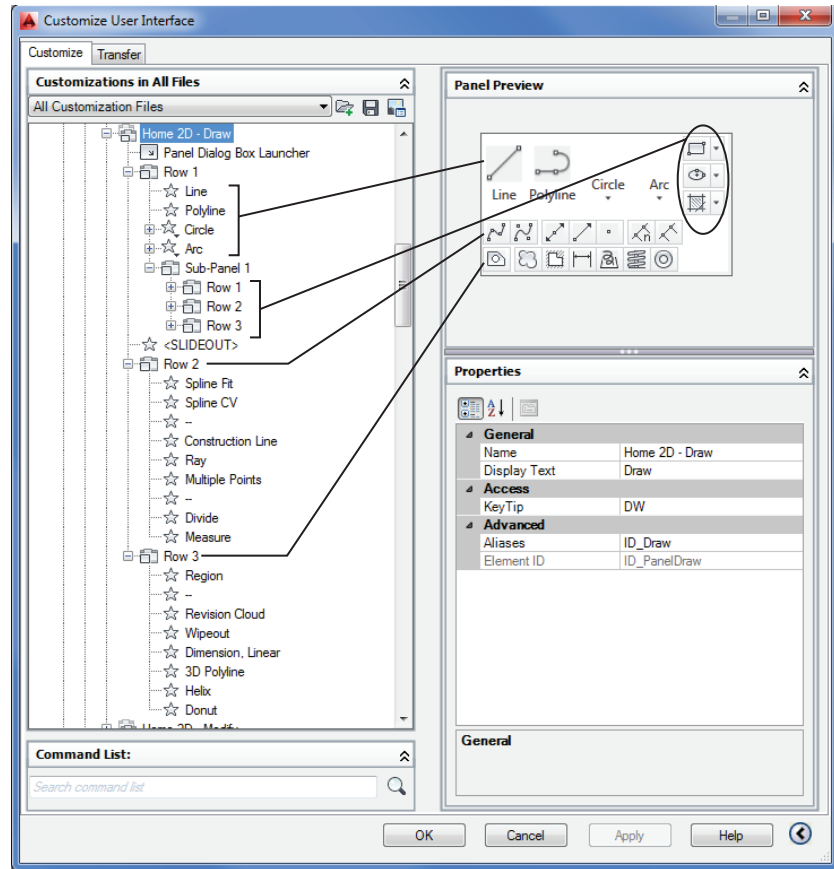 Customize User Interface
Customize
Transfer
Customizations in All Files
All Customization Files
Home 2D - Draw
Panel Dialog Box Launcher
Row 1
Line
Polyline
Circle
Arc
Sub-Panel 1
Row 1
Row 2
Row 3
<SLIDEOUT>
Row 2
Spline Fit
Spline CV
--
Construction Line
Ray
Multiple Points
--
Divide
Measure
Row 3
Region
--
Revision Cloud
Wipeout
Dimension, Linear
3D Polyline
Helix
Donut
Home 2D - Modify
Command List:
Search command list
Panel Preview
Line Polyline Circle Arc
Properties
General
Name Home 2D - Draw
Display Text Draw
Access
KeyTip DW
Advanced
Aliases ID_Draw
Element ID ID_PanelDraw
General
OK Cancel Apply Help